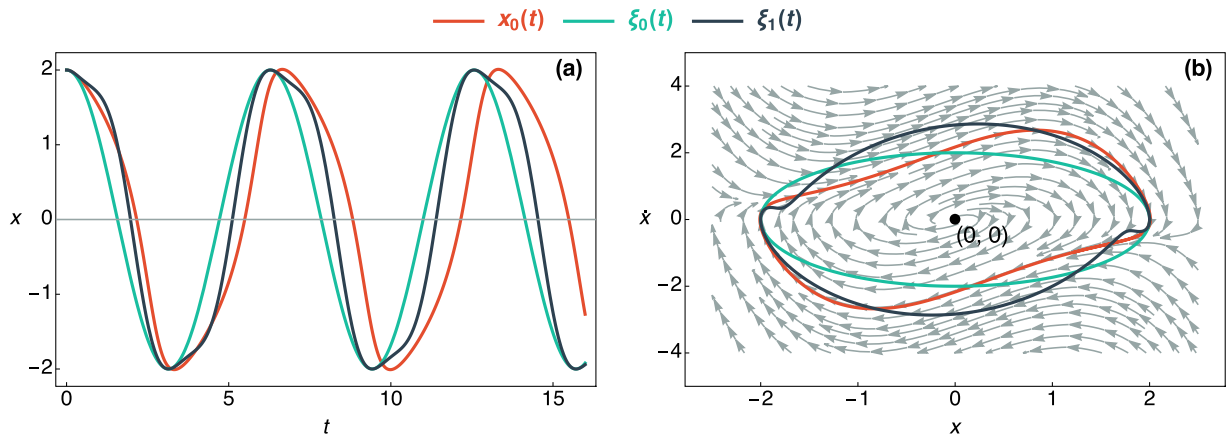 x₀(t) ξ₀(t) ξ₁(t)
(a)
2
1
0
−1
−2
x
0 5 10 15
t
(b)
4
2
0
−2
−4
ẋ
(0, 0)
−2 −1 0 1 2
x